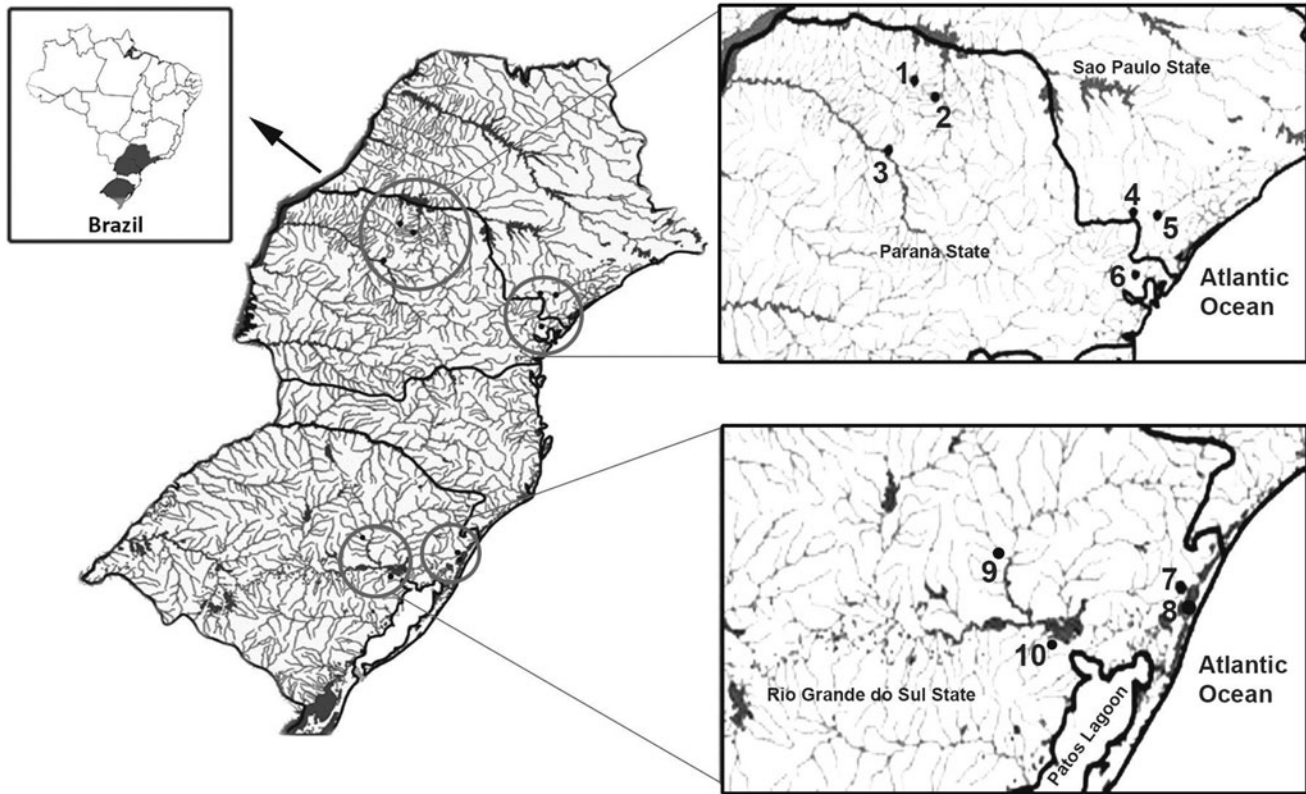 Brazil
Sao Paulo State
1
2
3
4
5
Parana State
6
Atlantic
Ocean
9
7
8
10
Atlantic
Ocean
Rio Grande do Sul State
Patos Lagoon